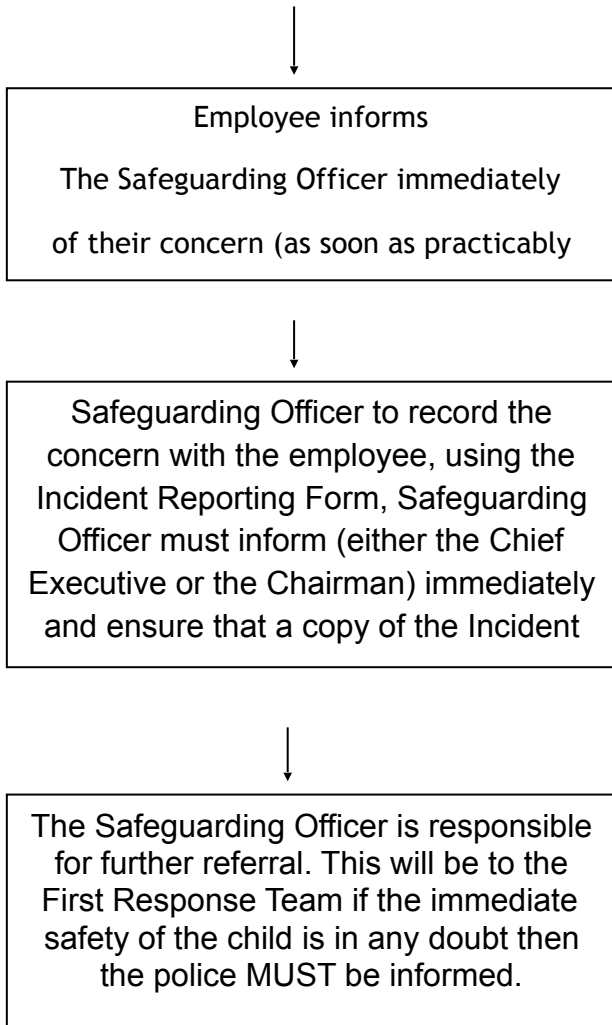 Employee informs
The Safeguarding Officer immediately
of their concern (as soon as practicably
Safeguarding Officer to record the
concern with the employee, using the
Incident Reporting Form, Safeguarding
Officer must inform (either the Chief
Executive or the Chairman) immediately
and ensure that a copy of the Incident
The Safeguarding Officer is responsible
for further referral. This will be to the
First Response Team if the immediate
safety of the child is in any doubt then
the police MUST be informed.